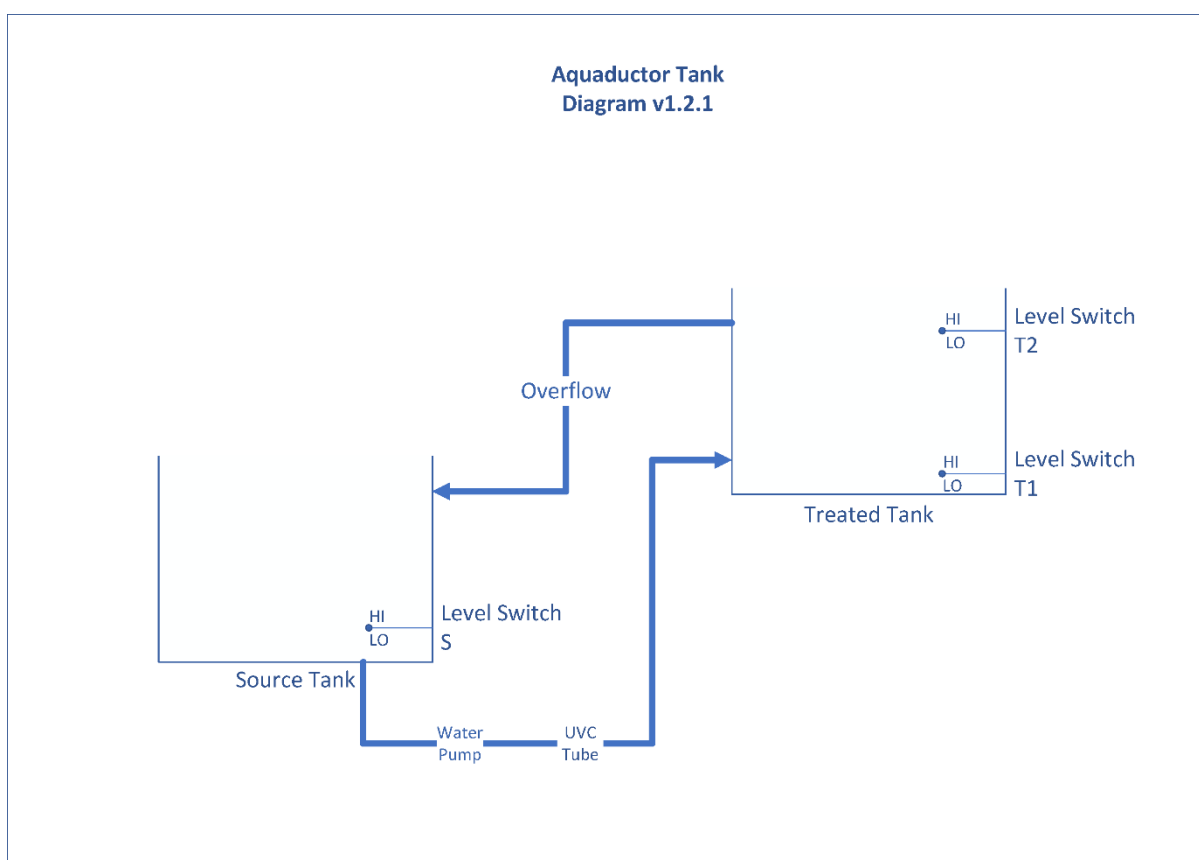 Aquaductor Tank
Diagram v1.2.1
HI
LO
Level Switch
T2
Overflow
HI
LO
Level Switch
T1
Treated Tank
HI
LO
Level Switch
S
Source Tank
Water
Pump
UVC
Tube